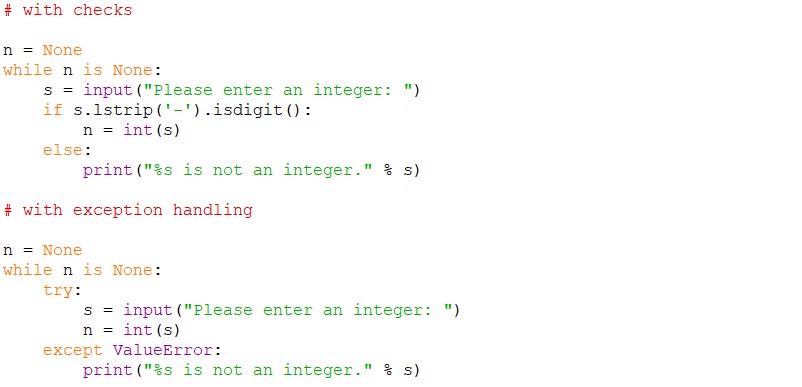 # with checks

n = None
while n is None:
    s = input("Please enter an integer: ")
    if s.lstrip('-').isdigit():
        n = int(s)
    else:
        print("%s is not an integer." % s)

# with exception handling

n = None
while n is None:
    try:
        s = input("Please enter an integer: ")
        n = int(s)
    except ValueError:
        print("%s is not an integer." % s)